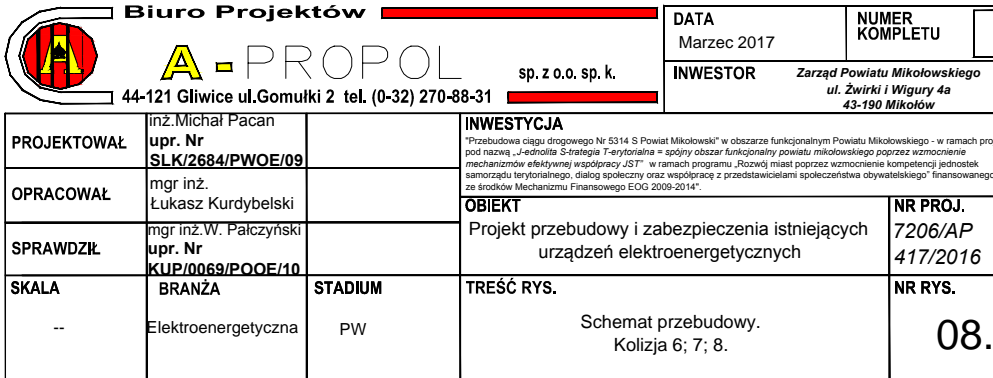 Biuro Projektów
A
A - PROPOL
sp. z o.o. sp. k.
44-121 Gliwice ul.Gomułki 2 tel. (0-32) 270-88-31
DATA
Marzec 2017
NUMER
KOMPLETU
INWESTOR
Zarząd Powiatu Mikołowskiego
ul. Żwirki i Wigury 4a
43-190 Mikołów
PROJEKTOWAŁ
inż.Michał Pacan
upr. Nr
SLK/2684/PWOE/09
INWESTYCJA
"Przebudowa ciągu drogowego Nr 5314 S Powiat Mikołowski" w obszarze funkcjonalnym Powiatu Mikołowskiego - w ramach pro
pod nazwą „J-ednolita S-trategia T-erytorialna = spójny obszar funkcjonalny powiatu mikołowskiego poprzez wzmocnienie
mechanizmów efektywnej współpracy JST" w ramach programu „Rozwój miast poprzez wzmocnienie kompetencji jednostek
samorządu terytorialnego, dialog społeczny oraz współpracę z przedstawicielami społeczeństwa obywatelskiego" finansowanego
ze środków Mechanizmu Finansowego EOG 2009-2014".
OPRACOWAŁ
mgr inż.
Łukasz Kurdybelski
OBIEKT
Projekt przebudowy i zabezpieczenia istniejących
urządzeń elektroenergetycznych
NR PROJ.
7206/AP
417/2016
SPRAWDZIŁ
mgr inż.W. Pałczyński
upr. Nr
KUP/0069/POOE/10
SKALA
--
BRANŻA
Elektroenergetyczna
STADIUM
PW
TREŚĆ RYS.
Schemat przebudowy.
Kolizja 6; 7; 8.
NR RYS.
08.